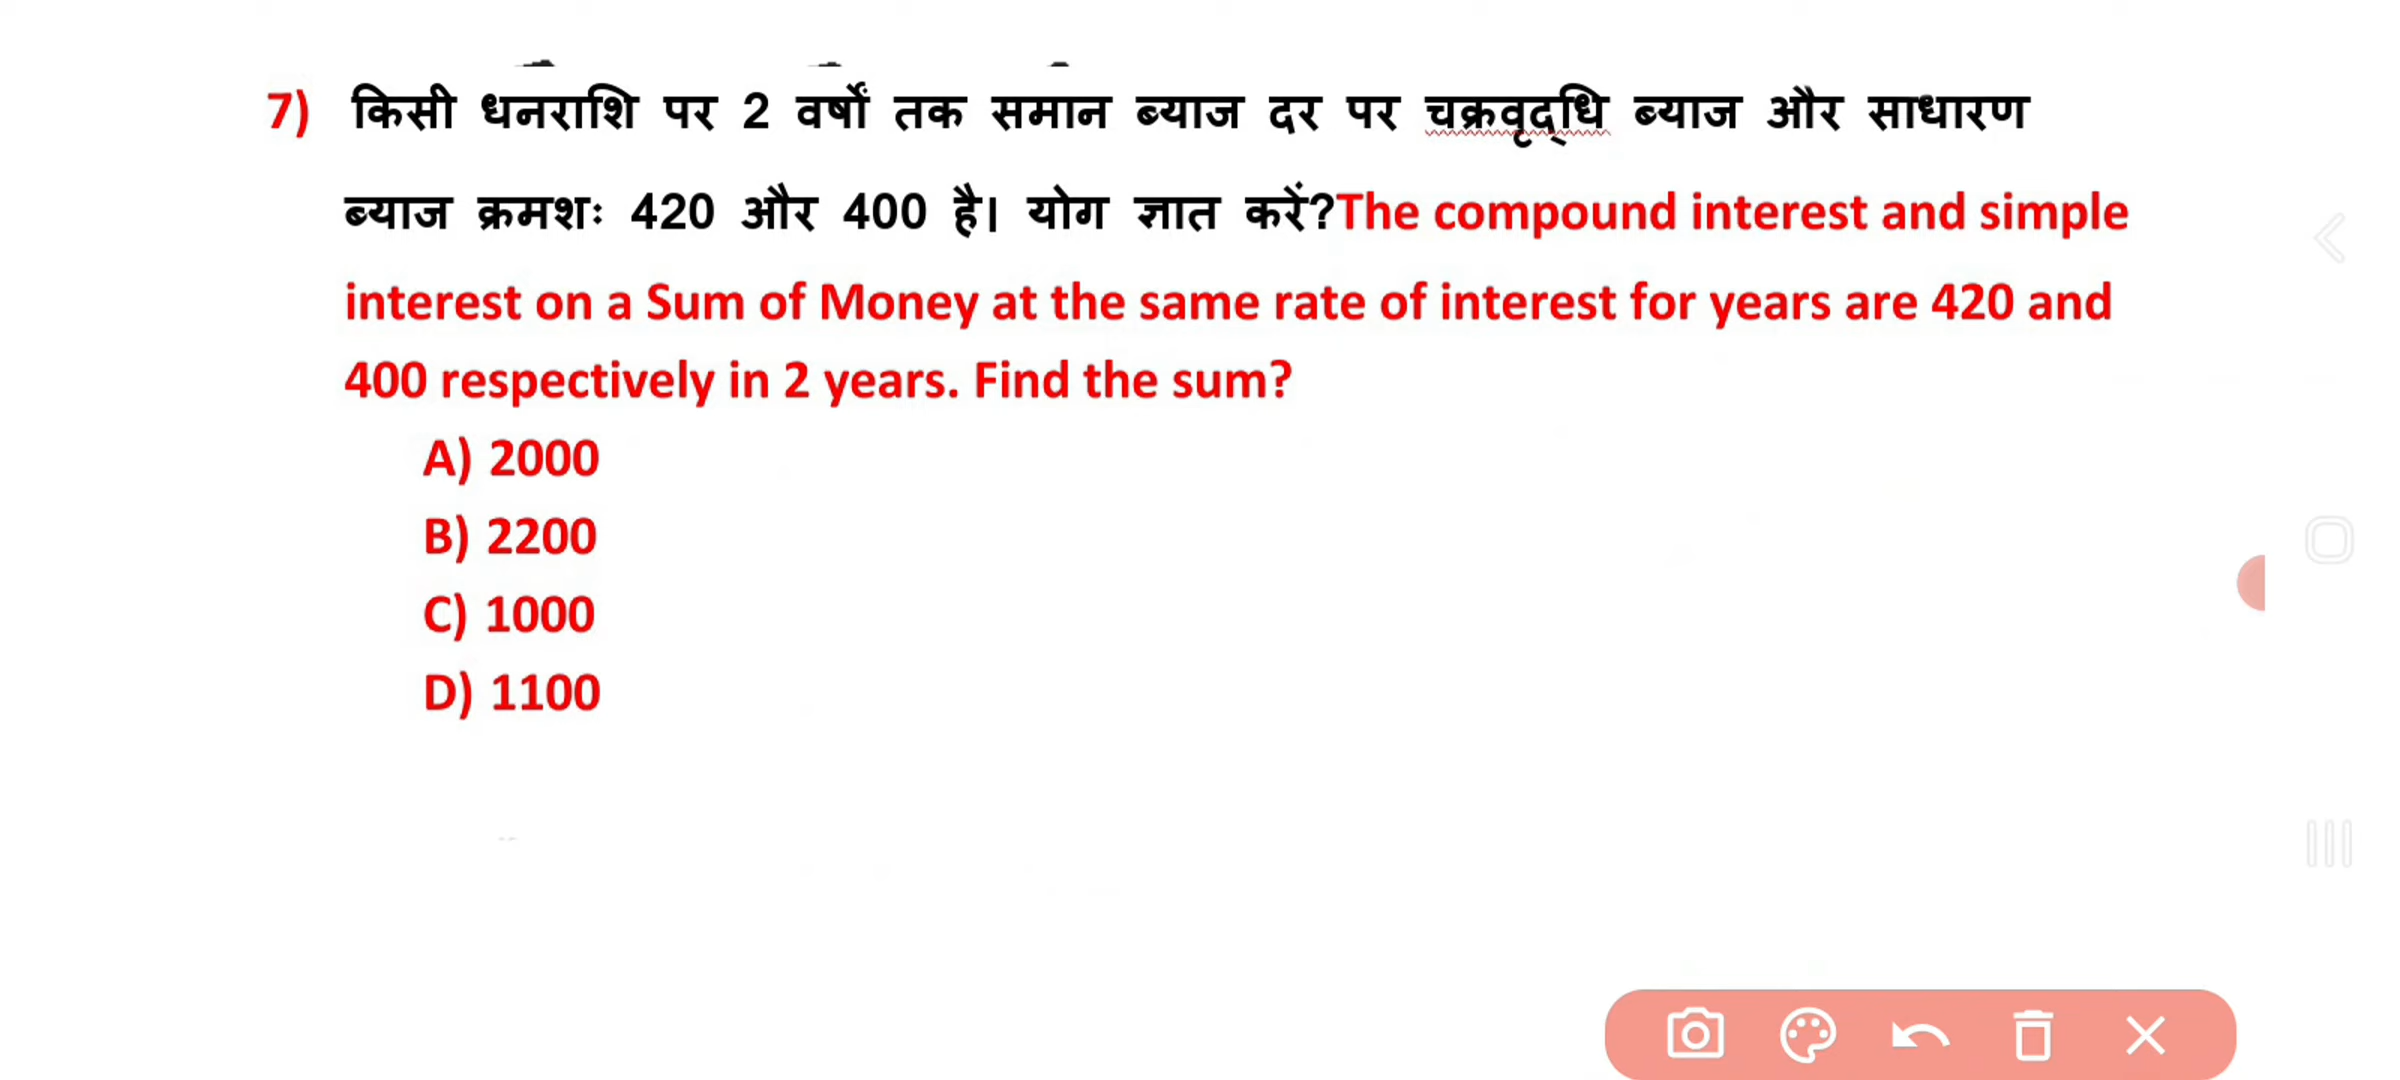 7) किसी धनराशि पर 2 वर्षों तक समान ब्याज दर पर चक्रवृद्धि ब्याज और साधारण
ब्याज क्रमशः 420 और 400 है। योग ज्ञात करें?The compound interest and simple
interest on a Sum of Money at the same rate of interest for years are 420 and
400 respectively in 2 years. Find the sum?
A) 2000
B) 2200
C) 1000
D) 1100